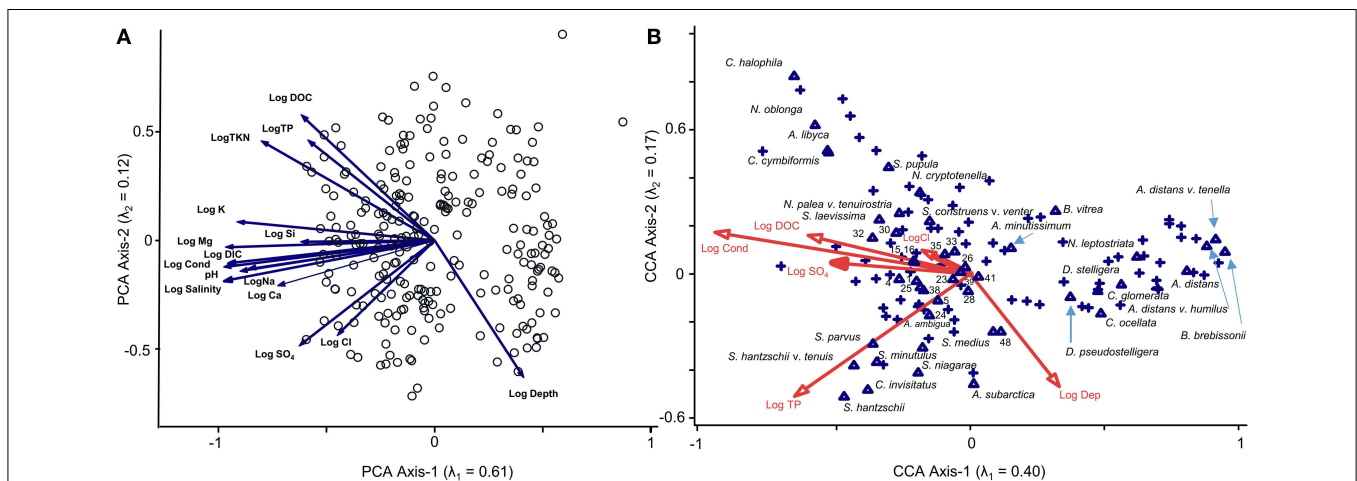 A
Log DOC
LogTP
LogTKN
0.5
Log K
Log Si
Log Mg
0
Log DIC
Log Cond
pH
LogNa
Log Salinity
Log Ca
-0.5
Log SO4
Log Cl
Log Depth
-1
0
1
PCA Axis-1 (λ1 = 0.61)
PCA Axis-2 (λ2 = 0.12)
B
C. halophila
N. oblonga
0.6
A. libyca
C. cymbiformis
S. pupula
N. cryptotenella
A. distans v. tenella
N. palea v. tenuirostria
S. laevissima
S. construens v. venter
B. vitrea
A. minutissimum
Log DOC
30
32
LogCl
Log Cond
15,16
35
33
N. leptostriata
26
Log SO4
0
D. stelligera
A. distans
4
1
23
39
41
25
38
28
C. glomerata
5
A. distans v. humilus
24
C. ocellata
A. ambigua
B. brebissonii
S. parvus
S. medius
48
D. pseudostelligera
S. hantzschii v. tenuis
S. minutulus
S. niagarae
C. invisitatus
A. subarctica
Log Dep
Log TP
S. hantzschii
-0.6
-1
0
1
CCA Axis-1 (λ1 = 0.40)
CCA Axis-2 (λ2 = 0.17)